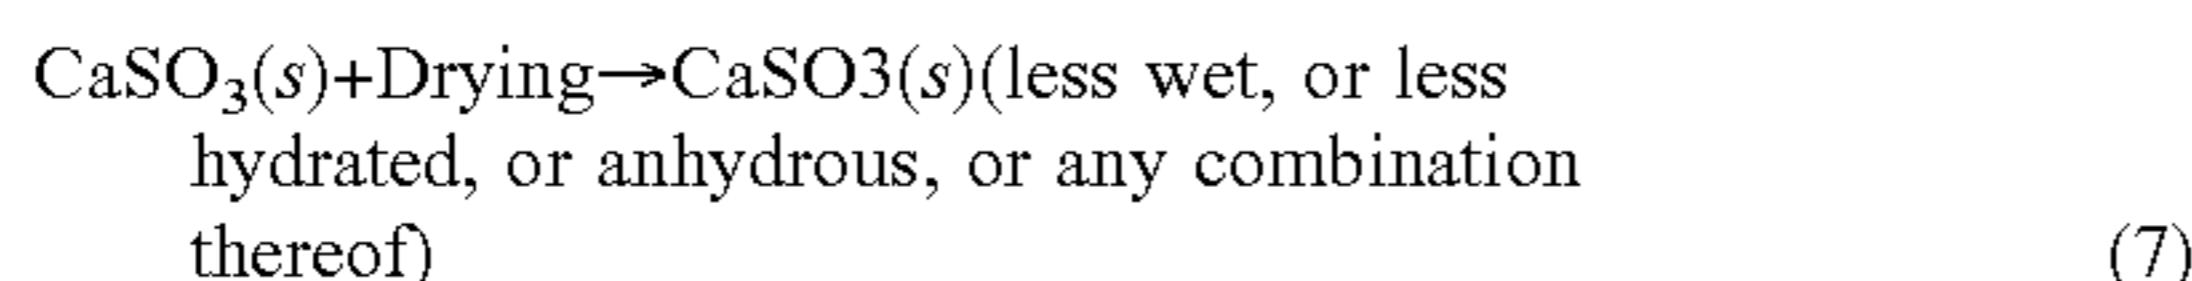 CaSO₃(s)+Drying→CaSO3(s)(less wet, or less
hydrated, or anhydrous, or any combination
thereof) (7)